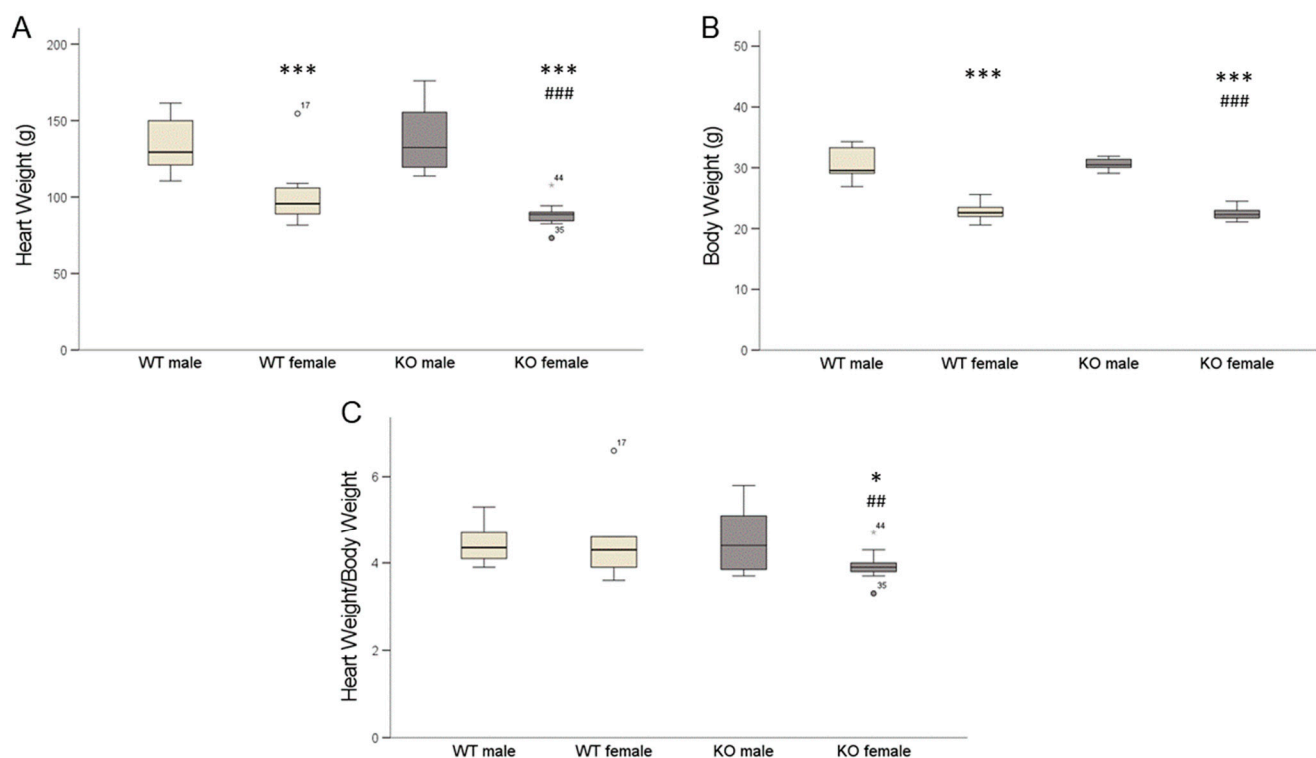 A
Heart Weight (g)
200
150
100
50
0
***
17
***
###
44
35
WT male
WT female
KO male
KO female
B
Body Weight (g)
50
40
30
20
10
0
***
***
###
WT male
WT female
KO male
KO female
C
Heart Weight/Body Weight
6
4
2
0
17
*
##
44
35
WT male
WT female
KO male
KO female